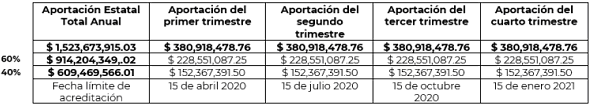 Aportación Estatal Total Anual | Aportación del primer trimestre | Aportación del segundo trimestre | Aportación del tercer trimestre | Aportación del cuarto trimestre
$ 1,523,673,915.03 | $ 380,918,478.76 | $ 380,918,478.76 | $ 380,918,478.76 | $ 380,918,478.76
60% | $ 914,204,349,.02 | $ 228,551,087.25 | $ 228,551,087.25 | $ 228,551,087.25 | $ 228,551,087.25
40% | $ 609,469,566.01 | $ 152,367,391.50 | $ 152,367,391.50 | $ 152,367,391.50 | $ 152,367,391.50
Fecha límite de acreditación | 15 de abril 2020 | 15 de julio 2020 | 15 de octubre 2020 | 15 de enero 2021